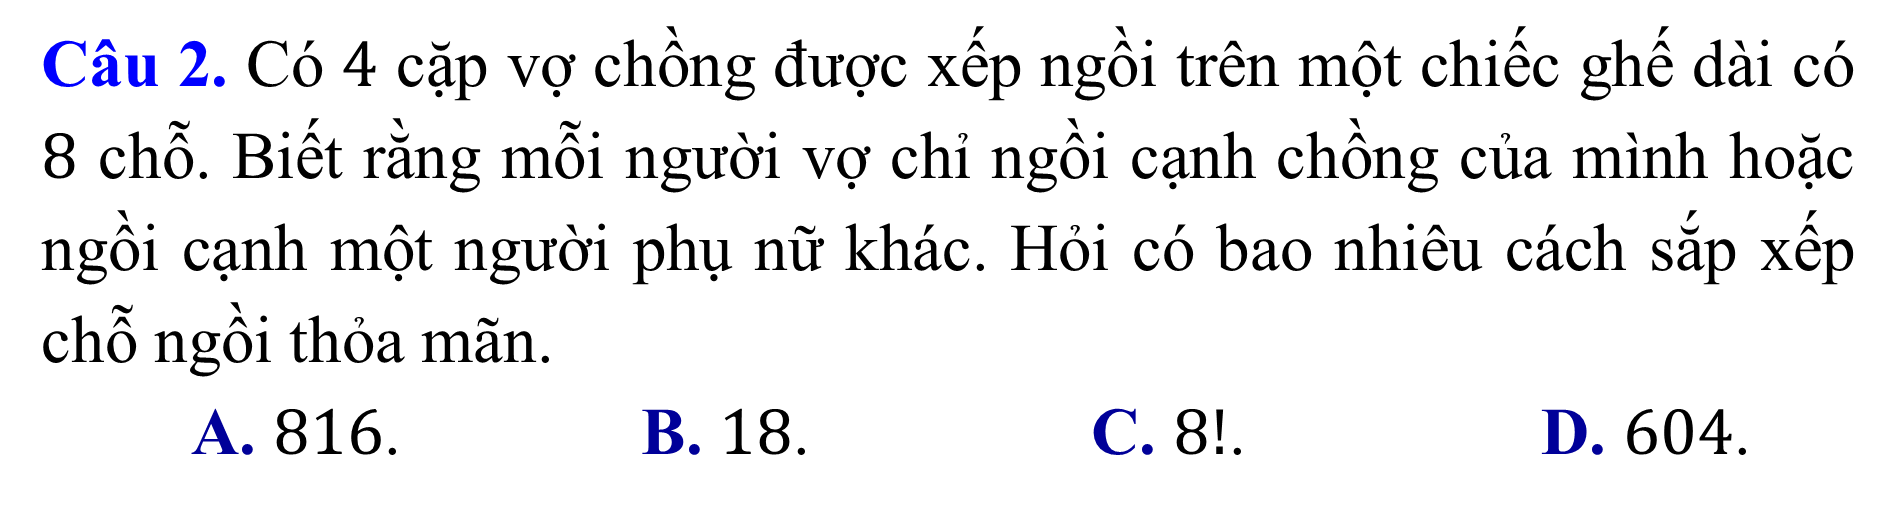 Câu 2. Có 4 cặp vợ chồng được xếp ngồi trên một chiếc ghế dài có
8 chỗ. Biết rằng mỗi người vợ chỉ ngồi cạnh chồng của mình hoặc
ngồi cạnh một người phụ nữ khác. Hỏi có bao nhiêu cách sắp xếp
chỗ ngồi thỏa mãn.
A. 816. B. 18. C. 8!. D. 604.